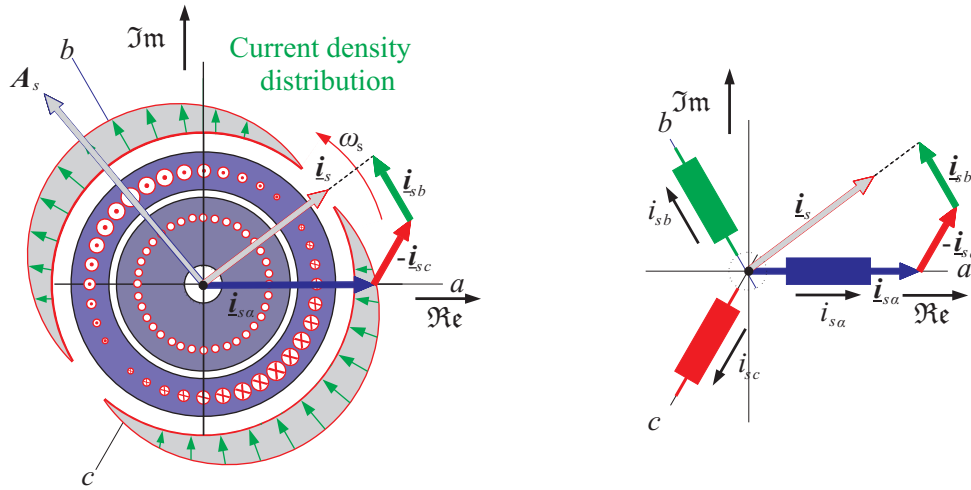 ℑ𝔪
Current density
distribution
b
A_s
ω_s
i_s
i_sb
-i_sc
a
i_sa
ℜ𝔢
c
ℑ𝔪
b
i_sb
i_s
i_sb
-i_sc
a
i_sa
i_sa
ℜ𝔢
i_sc
c